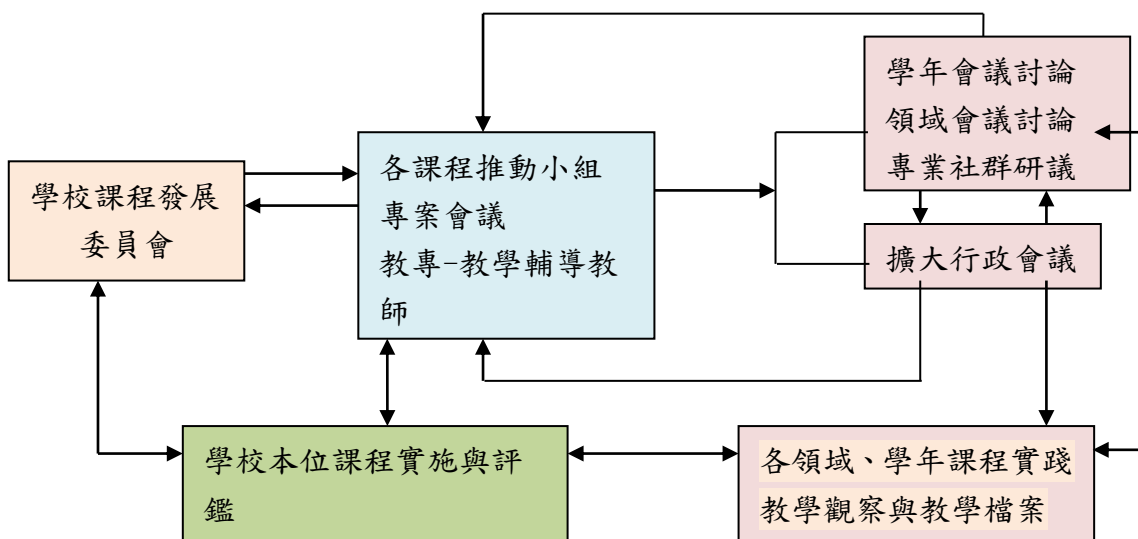 學校課程發展
委員會
各課程推動小組
專案會議
教專-教學輔導教
師
學年會議討論
領域會議討論
專業社群研議
擴大行政會議
學校本位課程實施與評
鑑
各領域、學年課程實踐
教學觀察與教學檔案